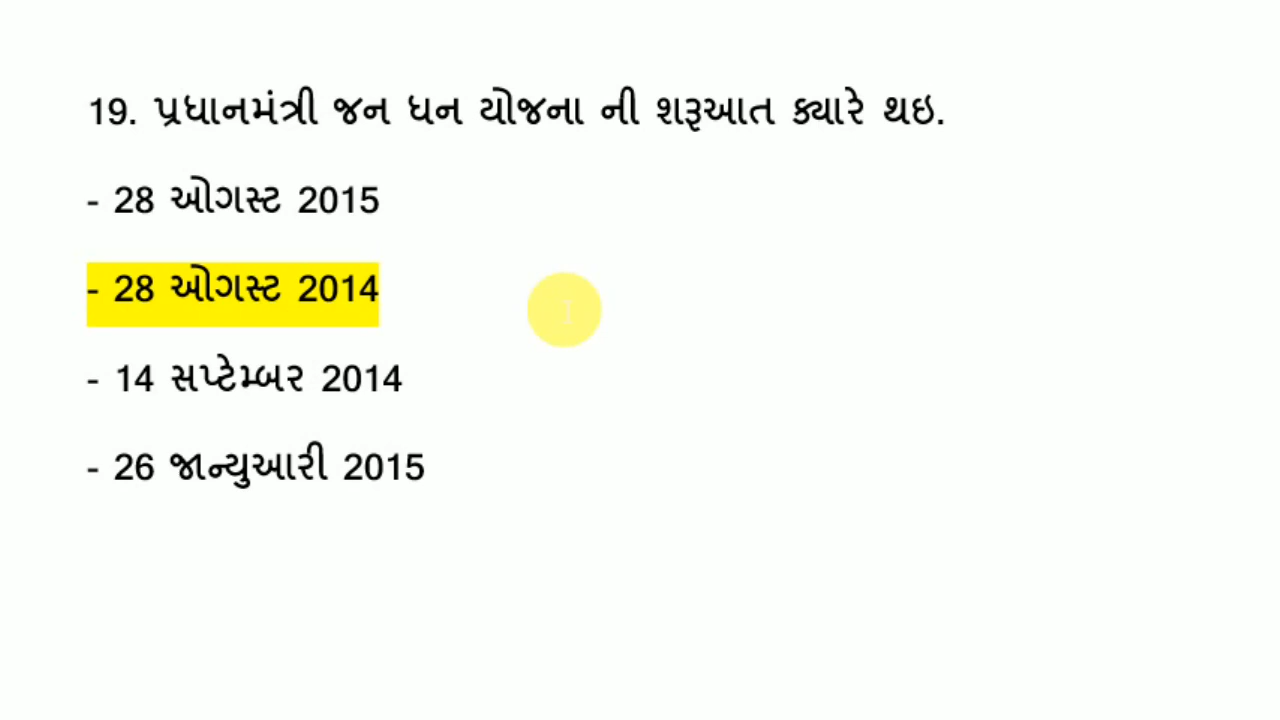 19. પ્રધાનમંત્રી જન ધન યોજના ની શરૂઆત ક્યારે થઇ.
- 28 ઓગસ્ટ 2015
- 28 ઓગસ્ટ 2014
- 14 સપ્ટેમ્બર 2014
- 26 જાન્યુઆરી 2015